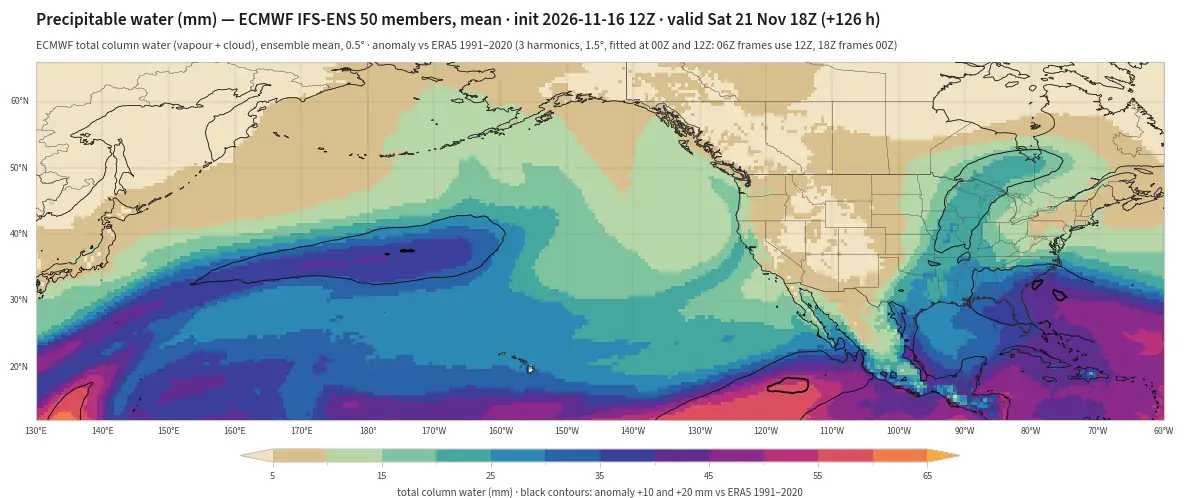 Precipitable water (mm) — ECMWF IFS-ENS 50 members, mean · init 2026-11-16 12Z · valid Sat 21 Nov 18Z (+126 h)
ECMWF total column water (vapour + cloud), ensemble mean, 0.5° · anomaly vs ERA5 1991–2020 (3 harmonics, 1.5°, fitted at 00Z and 12Z: 06Z frames use 12Z, 18Z frames 00Z)
60°N
50°N
40°N
30°N
20°N
130°E 140°E 150°E 160°E 170°E 180° 170°W 160°W 150°W 140°W 130°W 120°W 110°W 100°W 90°W 80°W 70°W 60°W
5 15 25 35 45 55 65
total column water (mm) · black contours: anomaly +10 and +20 mm vs ERA5 1991–2020